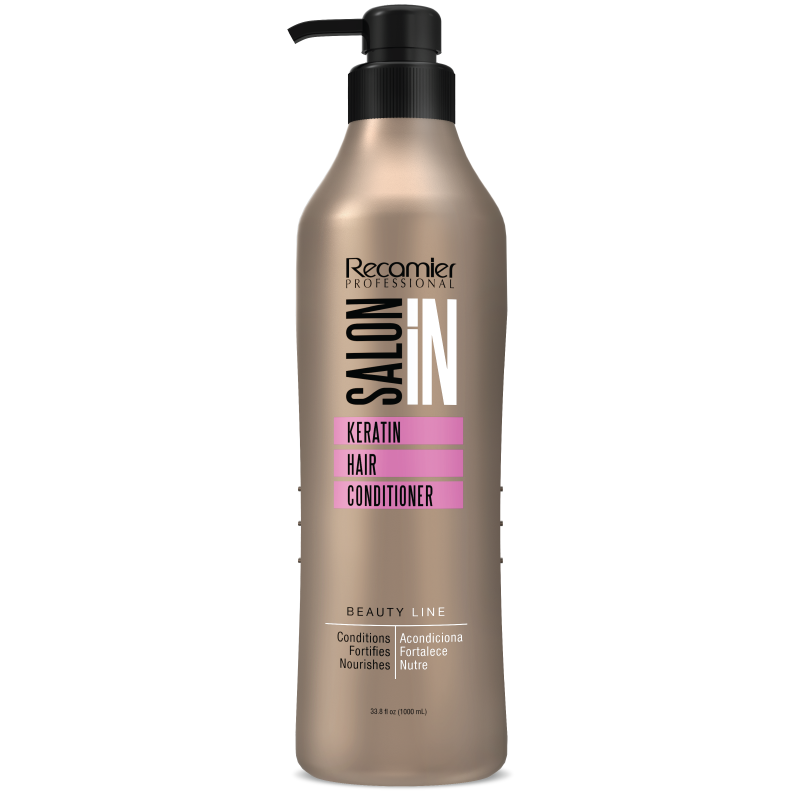 Recamier
PROFESSIONAL
SALON
iN
KERATIN
HAIR
CONDITIONER
BEAUTY LINE
Conditions
Fortifies
Nourishes
Acondiciona
Fortalece
Nutre
33.8 fl oz (1000 mL)